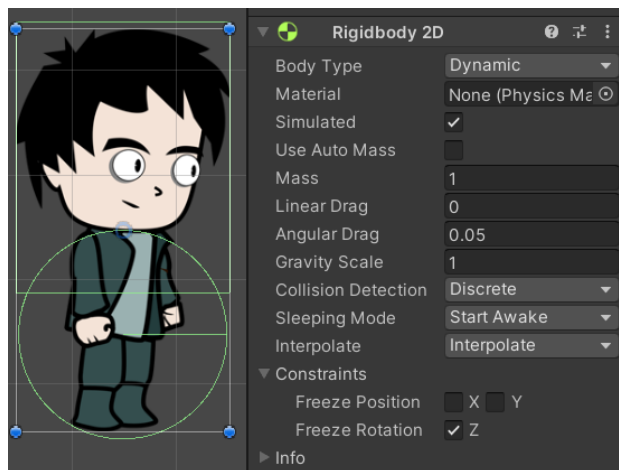 Rigidbody 2D
Body Type Dynamic
Material None (Physics Ma
Simulated
Use Auto Mass
Mass 1
Linear Drag 0
Angular Drag 0.05
Gravity Scale 1
Collision Detection Discrete
Sleeping Mode Start Awake
Interpolate Interpolate
Constraints
Freeze Position X Y
Freeze Rotation Z
Info